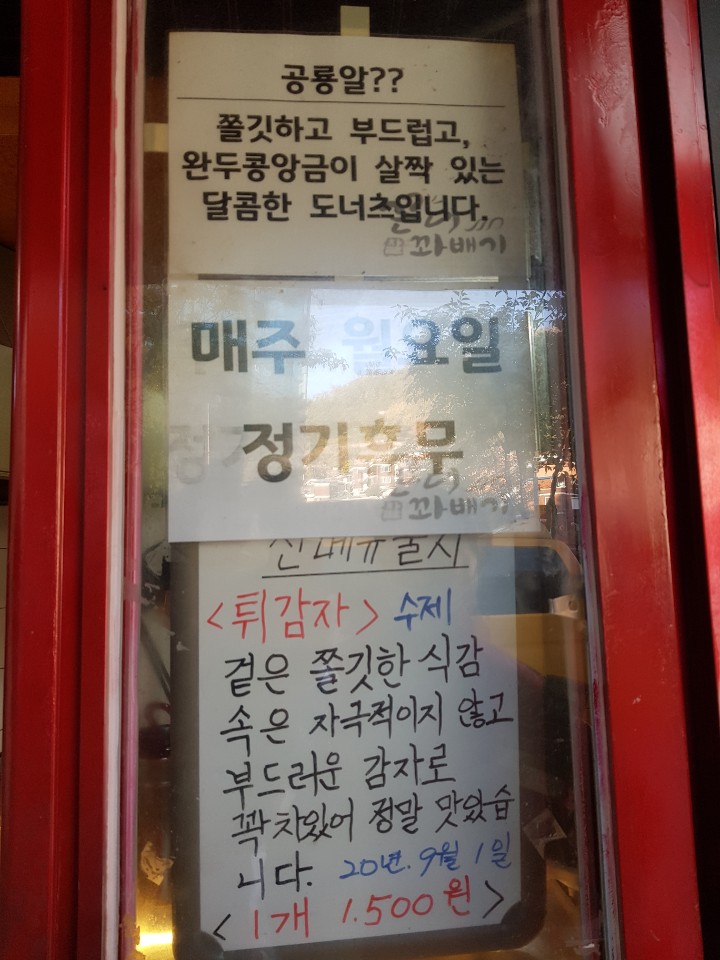 공룡알??
쫄깃하고 부드럽고,
완두콩앙금이 살짝 있는
달콤한 도너츠입니다.
꽈배기
매주 월요일
정기휴무
꽈배기
신메뉴출시
<튀감자> 수제
겉은 쫄깃한 식감
속은 자극적이지 않고
부드러운 감자로
꽉차있어 정말 맛있습
니다. 20년. 9월 1일
<1개 1.500원>